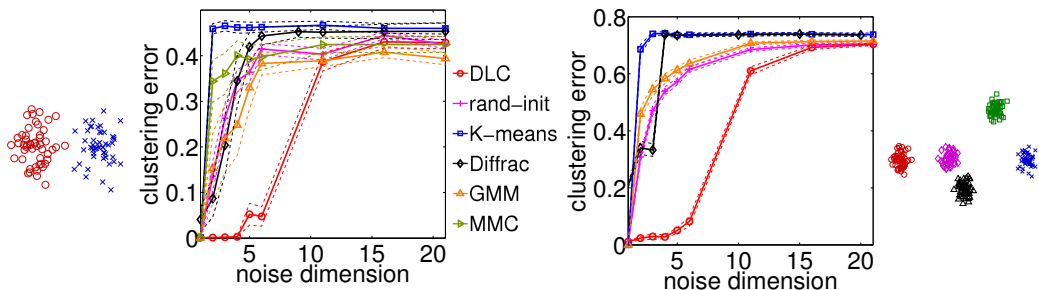 clustering error
0.4
0.3
0.2
0.1
0
5
10
15
20
noise dimension
DLC
rand-init
K-means
Diffrac
GMM
MMC
clustering error
0.8
0.6
0.4
0.2
0
5
10
15
20
noise dimension